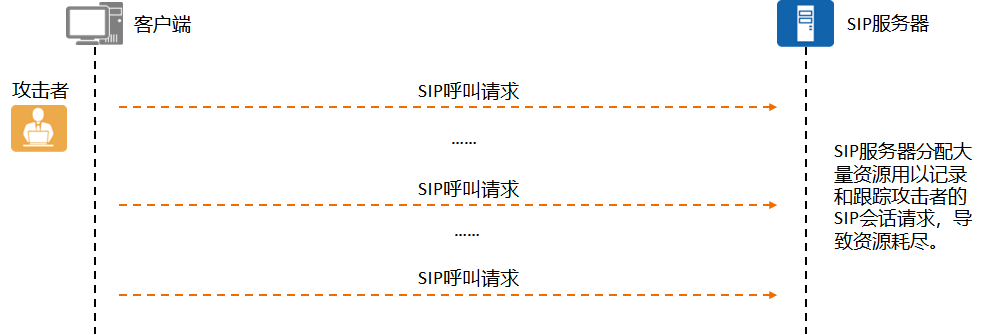 客户端
SIP服务器
攻击者
SIP呼叫请求
......
SIP呼叫请求
......
SIP呼叫请求
SIP服务器分配大
量资源用以记录
和跟踪攻击者的
SIP会话请求，导
致资源耗尽。